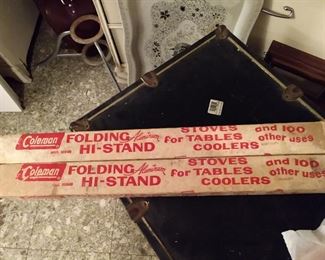 Coleman FOLDING Aluminum STOVES and 100
HI-STAND for TABLES other uses
COOLERS
Coleman FOLDING Aluminum STOVES and 100
HI-STAND for TABLES other uses
COOLERS